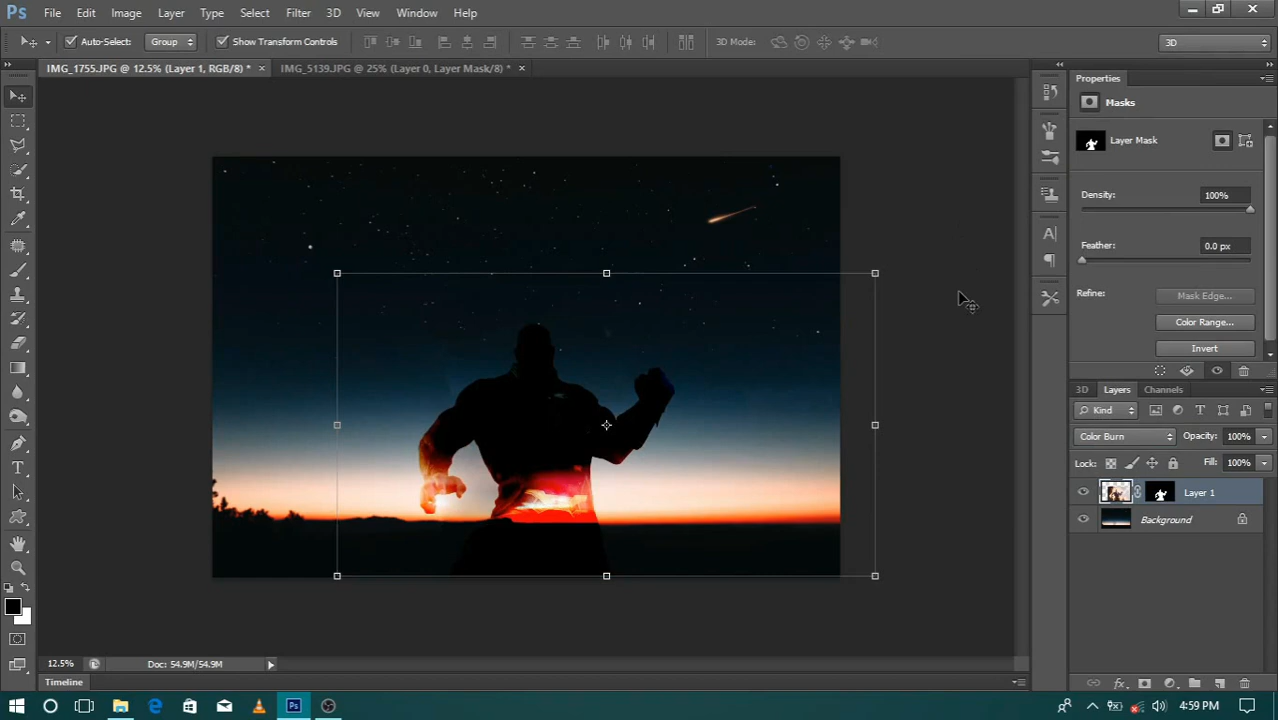 Ps File Edit Image Layer Type Select Filter 3D View Window Help
Auto-Select: Group Show Transform Controls 3D Mode: 3D
IMG_1755.JPG @ 12.5% (Layer 1, RGB/8) * IMG_5139.JPG @ 25% (Layer 0, Layer Mask/8) *
Properties
Masks
Layer Mask
Density: 100%
Feather: 0.0 px
Refine: Mask Edge...
Color Range...
Invert
3D Layers Channels
Kind
Color Burn Opacity: 100%
Lock: Fill: 100%
Layer 1
Background
12.5% Doc: 54.9M/54.9M
Timeline
4:59 PM